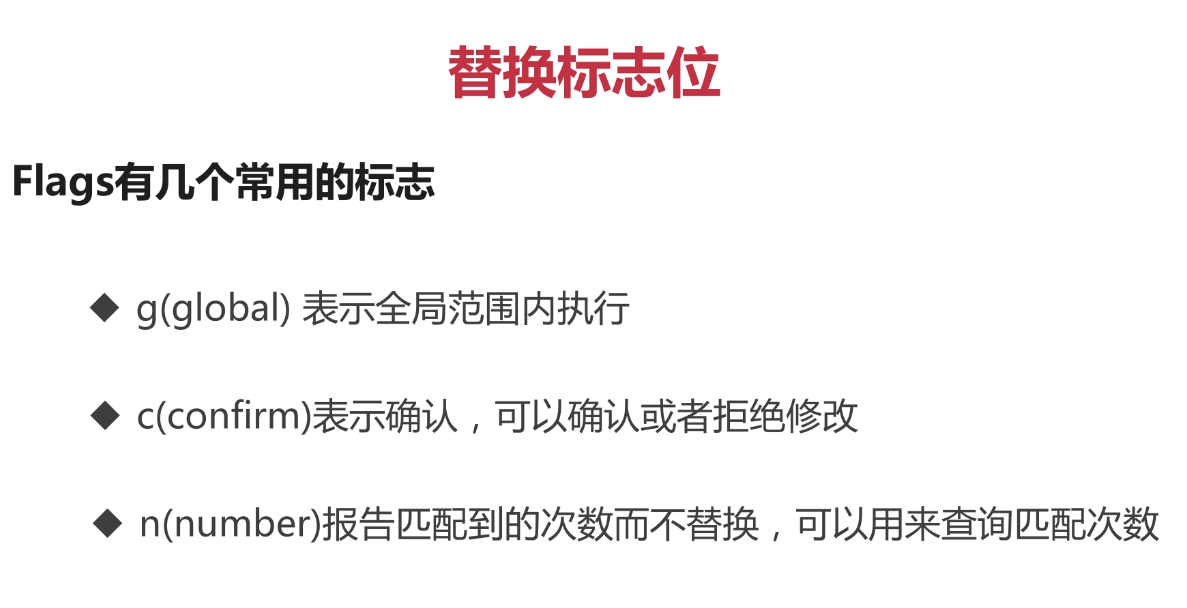 替换标志位
Flags有几个常用的标志
◆ g(global) 表示全局范围内执行
◆ c(confirm)表示确认，可以确认或者拒绝修改
◆ n(number)报告匹配到的次数而不替换，可以用来查询匹配次数